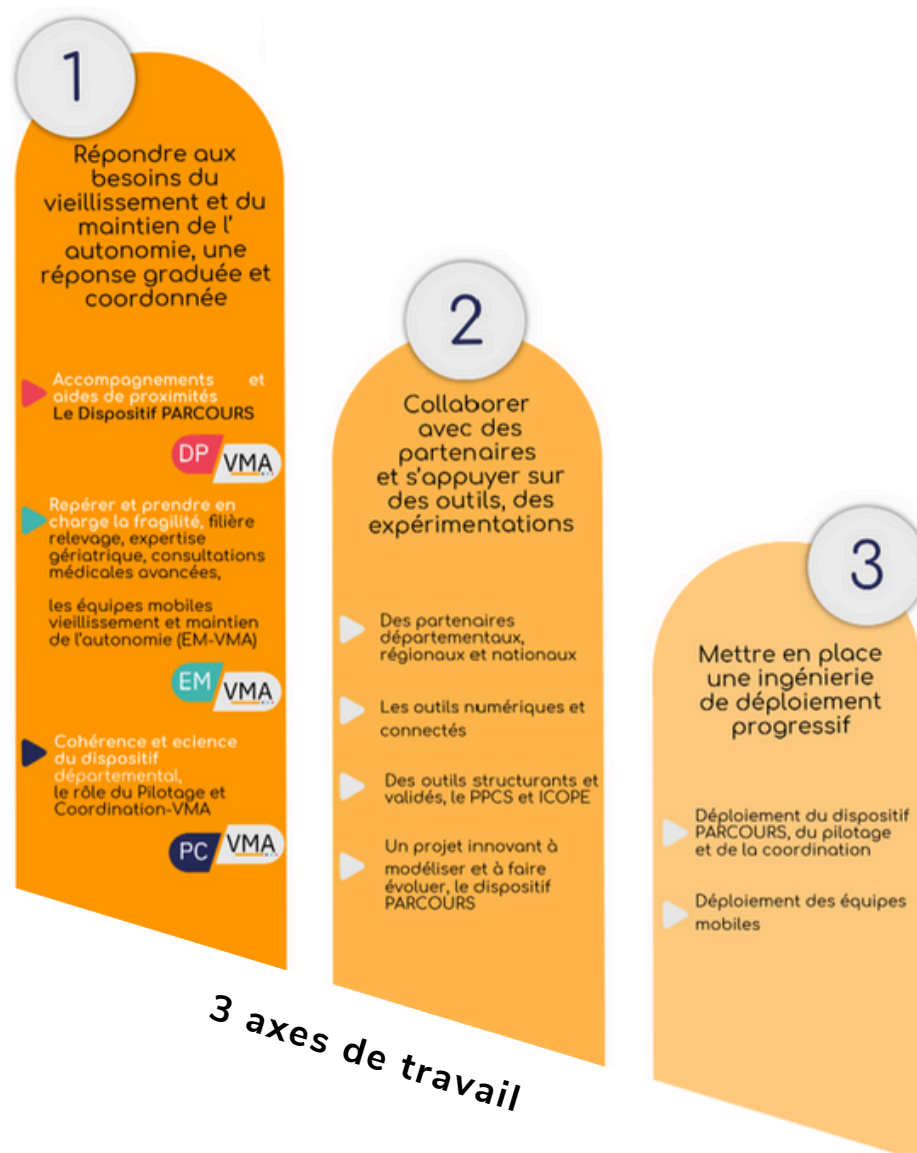 1
Répondre aux
besoins du
vieillissement et du
maintien de l'
autonomie, une
réponse graduée et
coordonnée
Accompagnements et
aides de proximités
Le Dispositif PARCOURS
DP VMA
Repérer et prendre en
charge la fragilité, filière
relevage, expertise
gériatrique, consultations
médicales avancées,
les équipes mobiles
vieillissement et maintien
de l'autonomie (EM-VMA)
EM VMA
Cohérence et ecience
du dispositif
départemental,
le rôle du Pilotage et
Coordination-VMA
PC VMA
2
Collaborer
avec des
partenaires
et s'appuyer sur
des outils, des
expérimentations
Des partenaires
départementaux,
régionaux et nationaux
Les outils numériques et
connectés
Des outils structurants et
validés, le PPCS et ICOPE
Un projet innovant à
modéliser et à faire
évoluer, le dispositif
PARCOURS
3
Mettre en place
une ingénierie
de déploiement
progressif
Déploiement du dispositif
PARCOURS, du pilotage
et de la coordination
Déploiement des équipes
mobiles
3 axes de travail